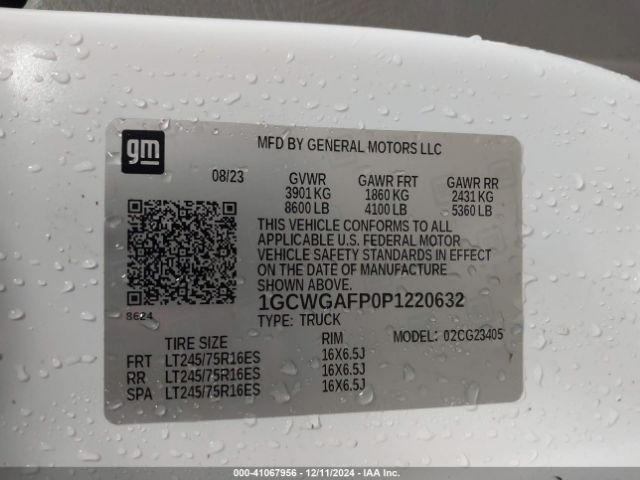 gm
MFD BY GENERAL MOTORS LLC
08/23 GVWR GAWR FRT GAWR RR
3901 KG 1860 KG 2431 KG
8600 LB 4100 LB 5360 LB
THIS VEHICLE CONFORMS TO ALL
APPLICABLE U.S. FEDERAL MOTOR
VEHICLE SAFETY STANDARDS IN EFFECT
ON THE DATE OF MANUFACTURE
SHOWN ABOVE.
1GCWGAFP0P1220632
8624
TYPE: TRUCK MODEL: 02CG23405
TIRE SIZE RIM
FRT LT245/75R16ES 16X6.5J
RR LT245/75R16ES 16X6.5J
SPA LT245/75R16ES 16X6.5J
000-41067956 - 12/11/2024 - IAA Inc.